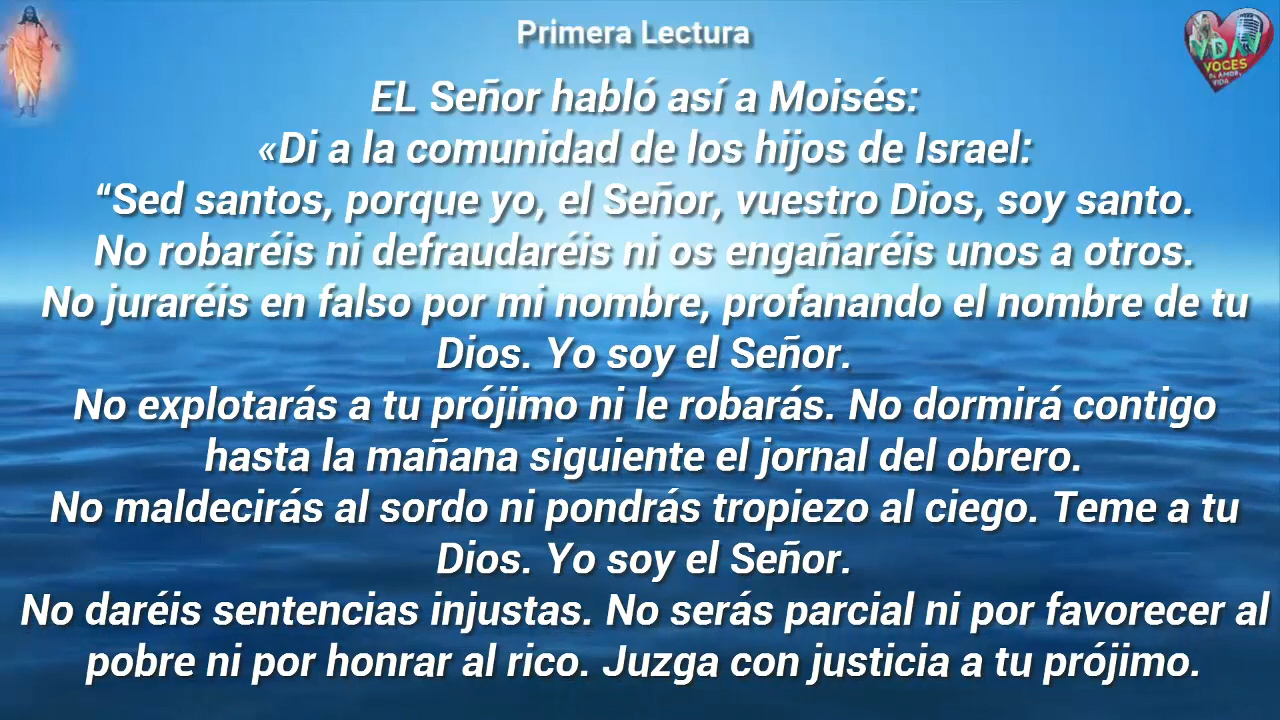 Primera Lectura
VDAV
VOCES
DE AMOR,
VIDA
EL Señor habló así a Moisés:
«Di a la comunidad de los hijos de Israel:
“Sed santos, porque yo, el Señor, vuestro Dios, soy santo.
No robaréis ni defraudaréis ni os engañaréis unos a otros.
No juraréis en falso por mi nombre, profanando el nombre de tu
Dios. Yo soy el Señor.
No explotarás a tu prójimo ni le robarás. No dormirá contigo
hasta la mañana siguiente el jornal del obrero.
No maldecirás al sordo ni pondrás tropiezo al ciego. Teme a tu
Dios. Yo soy el Señor.
No daréis sentencias injustas. No serás parcial ni por favorecer al
pobre ni por honrar al rico. Juzga con justicia a tu prójimo.